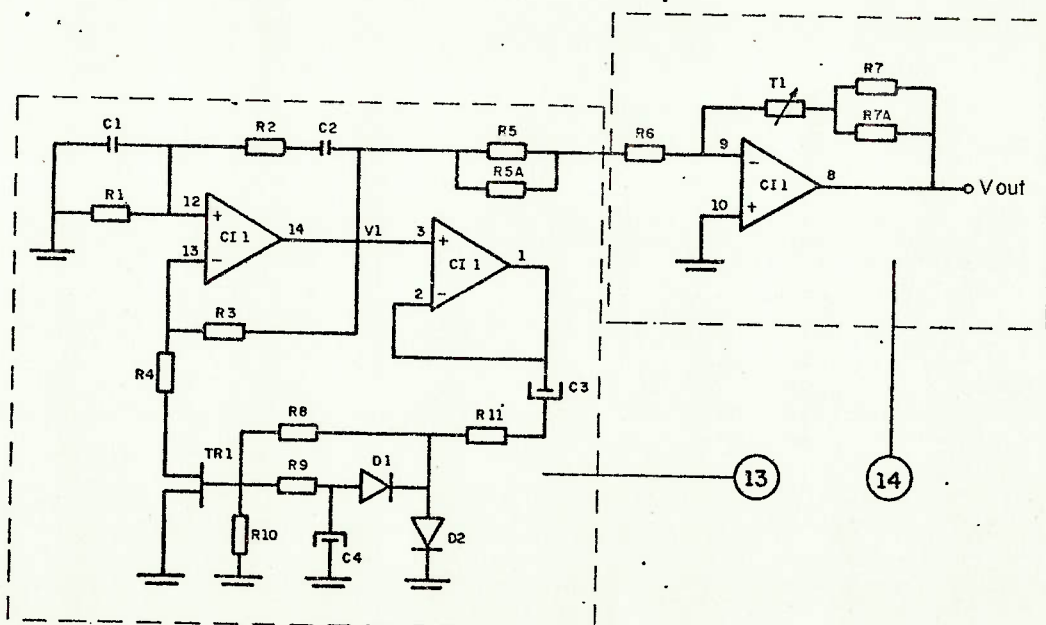 T1
R7
R7A
C1
R2
C2
R5
R5A
R6
9
-
8
CI 1
Vout
10
+
R1
12
+
CI 1
14
V1
3
+
13
-
CI 1
1
2
-
R3
R4
C3
R8
R11
TR1
R9
D1
13
14
R10
C4
D2